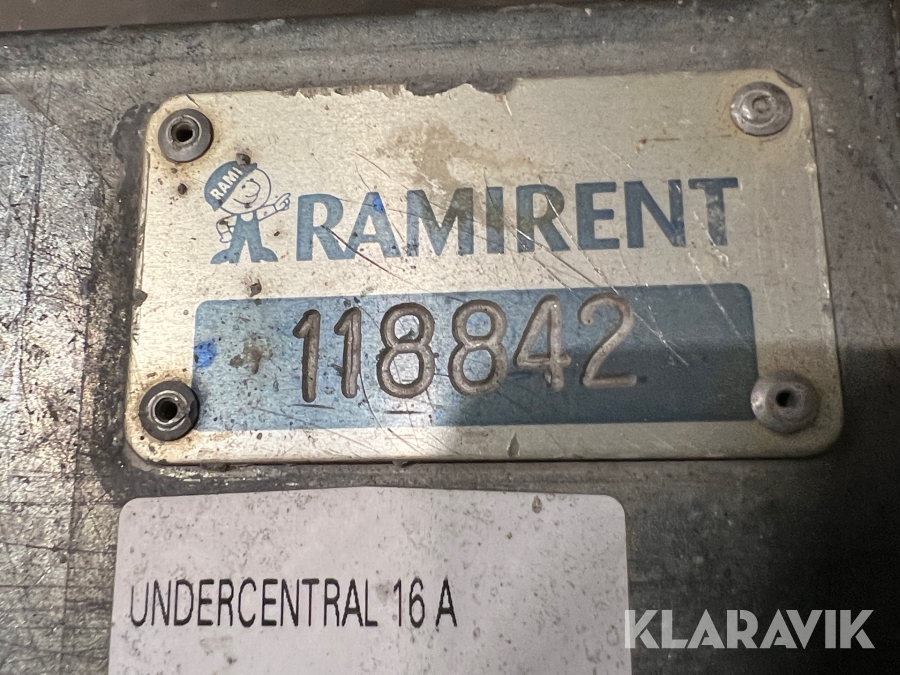 RAMI
RAMIRENT
118842
UNDERCENTRAL 16 A
KLARAVIK